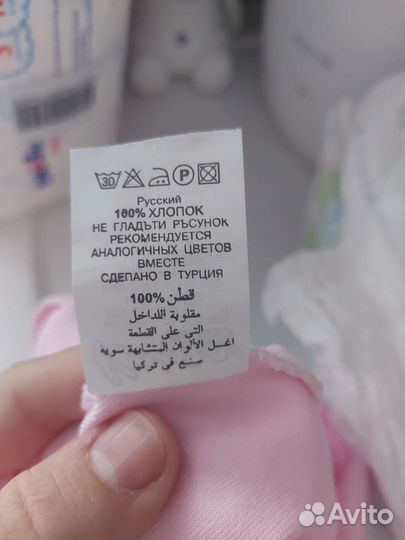 30
P
Русский
100% ХЛОПОК
НЕ ГЛАДЪТИ РЪСУНОК
РЕКОМЕНДУЕТСЯ
АНАЛОГИЧНЫХ ЦВЕТОВ
ВМЕСТЕ
СДЕЛАНО В ТУРЦИЯ
قطن %100
مقلوبة للداخل
التي على القطعة
اغسل الألوان المتشابهة سوية
صنع في تركيا
Avito